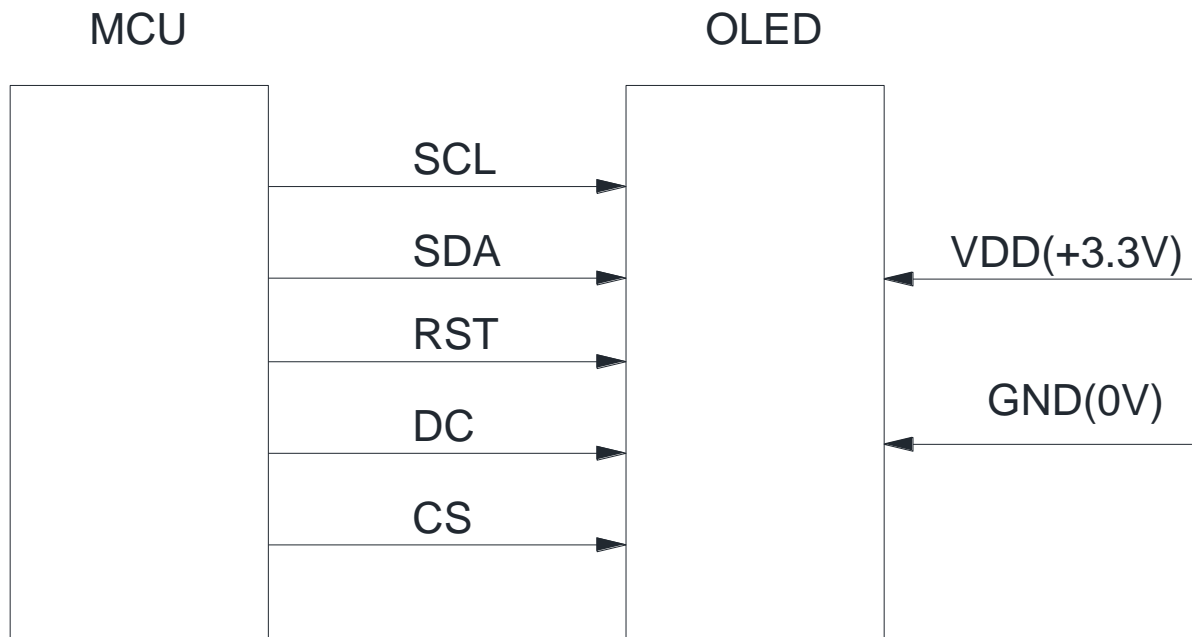 MCU
OLED
SCL
SDA
RST
DC
CS
VDD(+3.3V)
GND(0V)